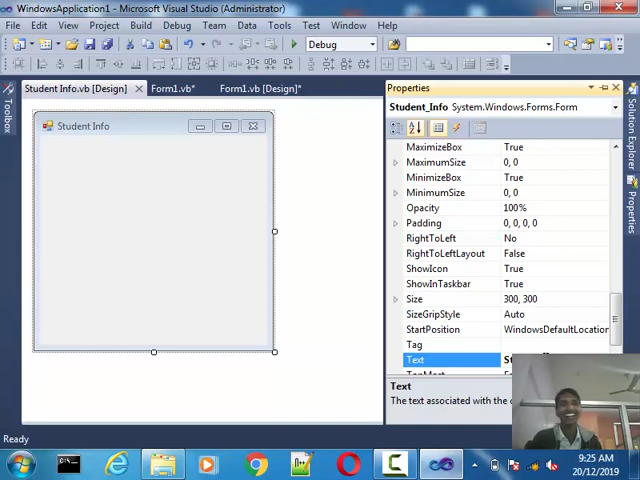 WindowsApplication1 - Microsoft Visual Studio (Administrator)
File Edit View Project Build Debug Team Data Tools Test Window Help
Debug
Student Info.vb [Design] Form1.vb* Form1.vb [Design]*
Toolbox
Student Info
Properties
Student_Info System.Windows.Forms.Form
MaximizeBox True
MaximumSize 0, 0
MinimizeBox True
MinimumSize 0, 0
Opacity 100%
Padding 0, 0, 0, 0
RightToLeft No
RightToLeftLayout False
ShowIcon True
ShowInTaskbar True
Size 300, 300
SizeGripStyle Auto
StartPosition WindowsDefaultLocation
Tag
Text
Text
The text associated with the
Solution Explorer
Properties
Ready
9:25 AM
20/12/2019